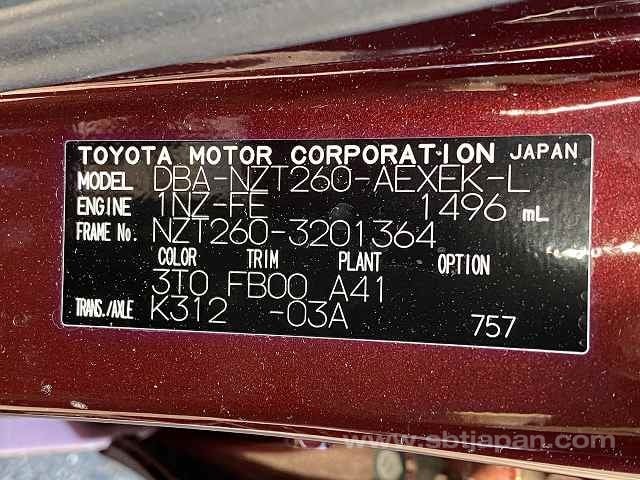 TOYOTA MOTOR CORPORATION JAPAN
MODEL DBA-NZT260-AEXEK-L
ENGINE 1NZ-FE 1496 mL
FRAME No. NZT260-3201364
COLOR TRIM PLANT OPTION
3T0 FB00 A41
TRANS./AXLE K312 -03A
757
www.sbtjapan.com